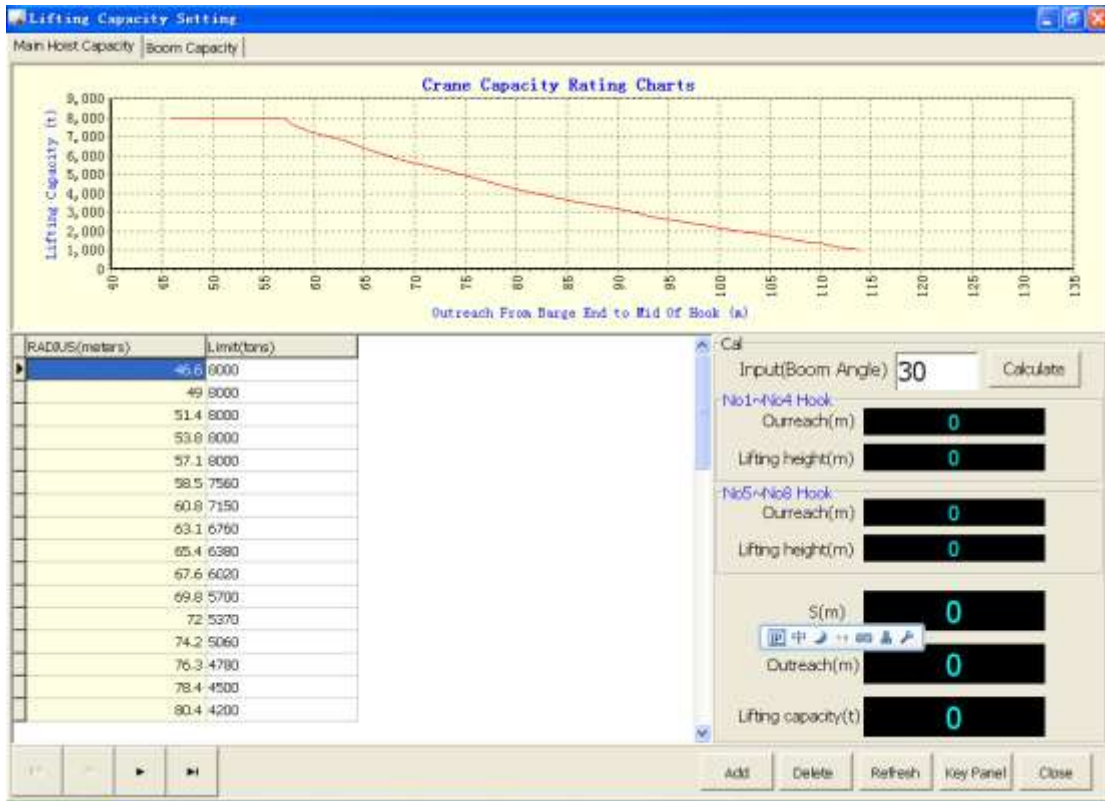 Lifting Capacity Setting
Main Hoist Capacity Boom Capacity
Crane Capacity Rating Charts
Lifting Capacity (t)
9,000
8,000
7,000
6,000
5,000
4,000
3,000
2,000
1,000
0
40 45 50 55 60 65 70 75 80 85 90 95 100 105 110 115 120 125 130 135
Outreach From Barge End to Mid Of Hook (m)
RADIUS(meters) Limit(tons)
46.6 8000
49 8000
51.4 8000
53.8 8000
57.1 8000
58.5 7560
60.8 7150
63.1 6760
65.4 6380
67.6 6020
69.8 5700
72 5370
74.2 5060
76.3 4780
78.4 4500
80.4 4200
Cal
Input(Boom Angle) 30 Calculate
No1~No4 Hook
Ourreach(m) 0
Lifting height(m) 0
No5~No8 Hook
Ourreach(m) 0
Lifting height(m) 0
S(m) 0
中
Outreach(m) 0
Lifting capacity(t) 0
Add Delete Refresh Key Panel Close